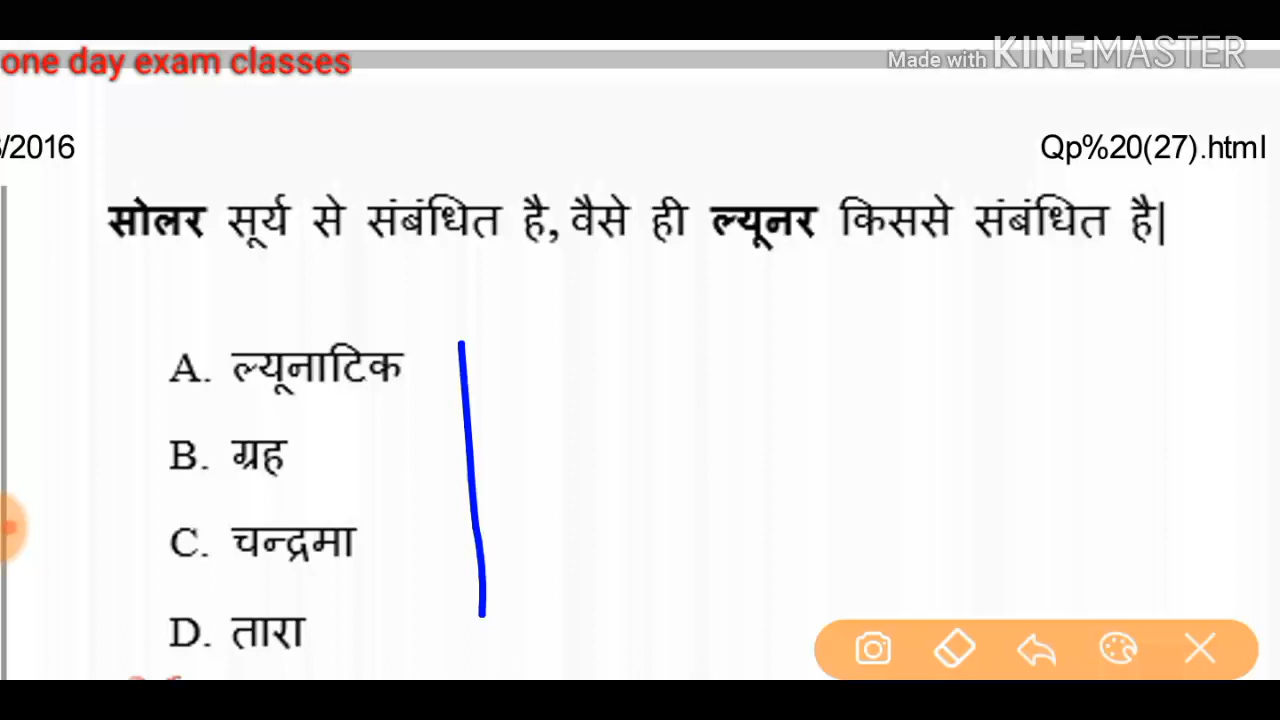 one day exam classes
Made with KINEMASTER
/2016
Qp%20(27).html
सोलर सूर्य से संबंधित है, वैसे ही ल्यूनर किससे संबंधित है|
A. ल्यूनाटिक
B. ग्रह
C. चन्द्रमा
D. तारा